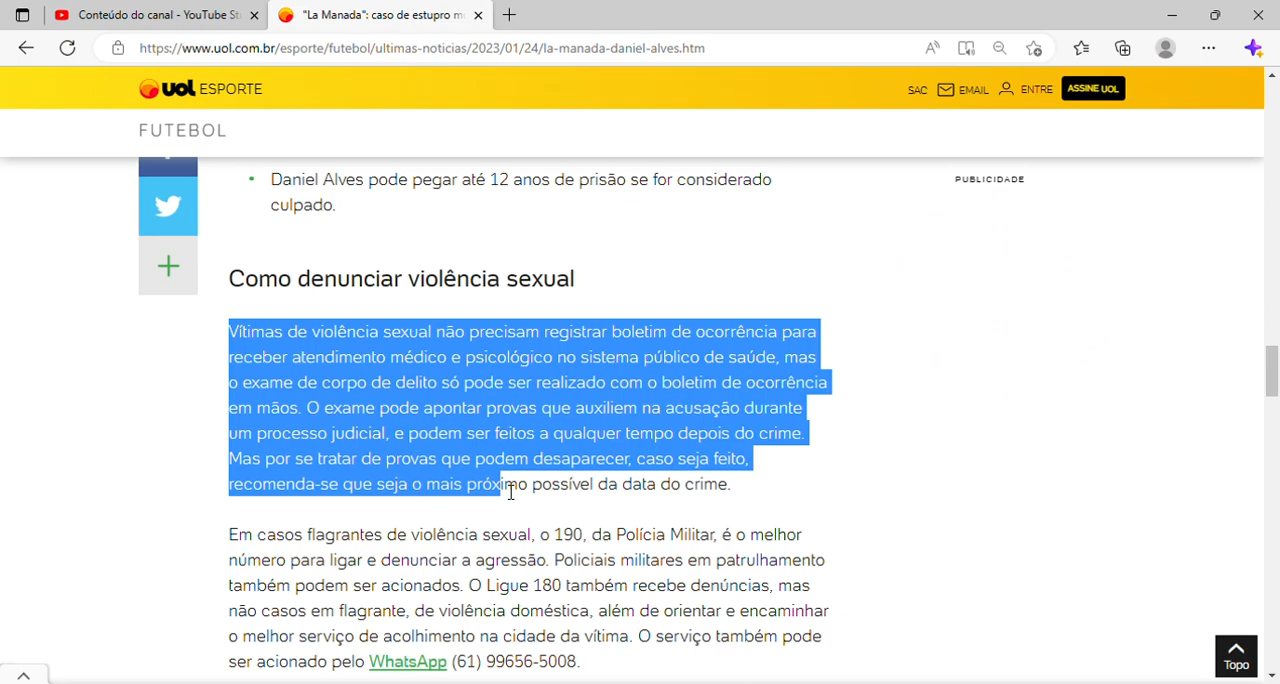 Conteúdo do canal - YouTube St
"La Manada": caso de estupro mu
https://www.uol.com.br/esporte/futebol/ultimas-noticias/2023/01/24/la-manada-daniel-alves.htm
UOL ESPORTE
SAC EMAIL ENTRE ASSINE UOL
FUTEBOL
Daniel Alves pode pegar até 12 anos de prisão se for considerado
culpado.
PUBLICIDADE
Como denunciar violência sexual
Vítimas de violência sexual não precisam registrar boletim de ocorrência para
receber atendimento médico e psicológico no sistema público de saúde, mas
o exame de corpo de delito só pode ser realizado com o boletim de ocorrência
em mãos. O exame pode apontar provas que auxiliem na acusação durante
um processo judicial, e podem ser feitos a qualquer tempo depois do crime.
Mas por se tratar de provas que podem desaparecer, caso seja feito,
recomenda-se que seja o mais próximo possível da data do crime.
Em casos flagrantes de violência sexual, o 190, da Polícia Militar, é o melhor
número para ligar e denunciar a agressão. Policiais militares em patrulhamento
também podem ser acionados. O Ligue 180 também recebe denúncias, mas
não casos em flagrante, de violência doméstica, além de orientar e encaminhar
o melhor serviço de acolhimento na cidade da vítima. O serviço também pode
ser acionado pelo WhatsApp (61) 99656-5008.
Topo